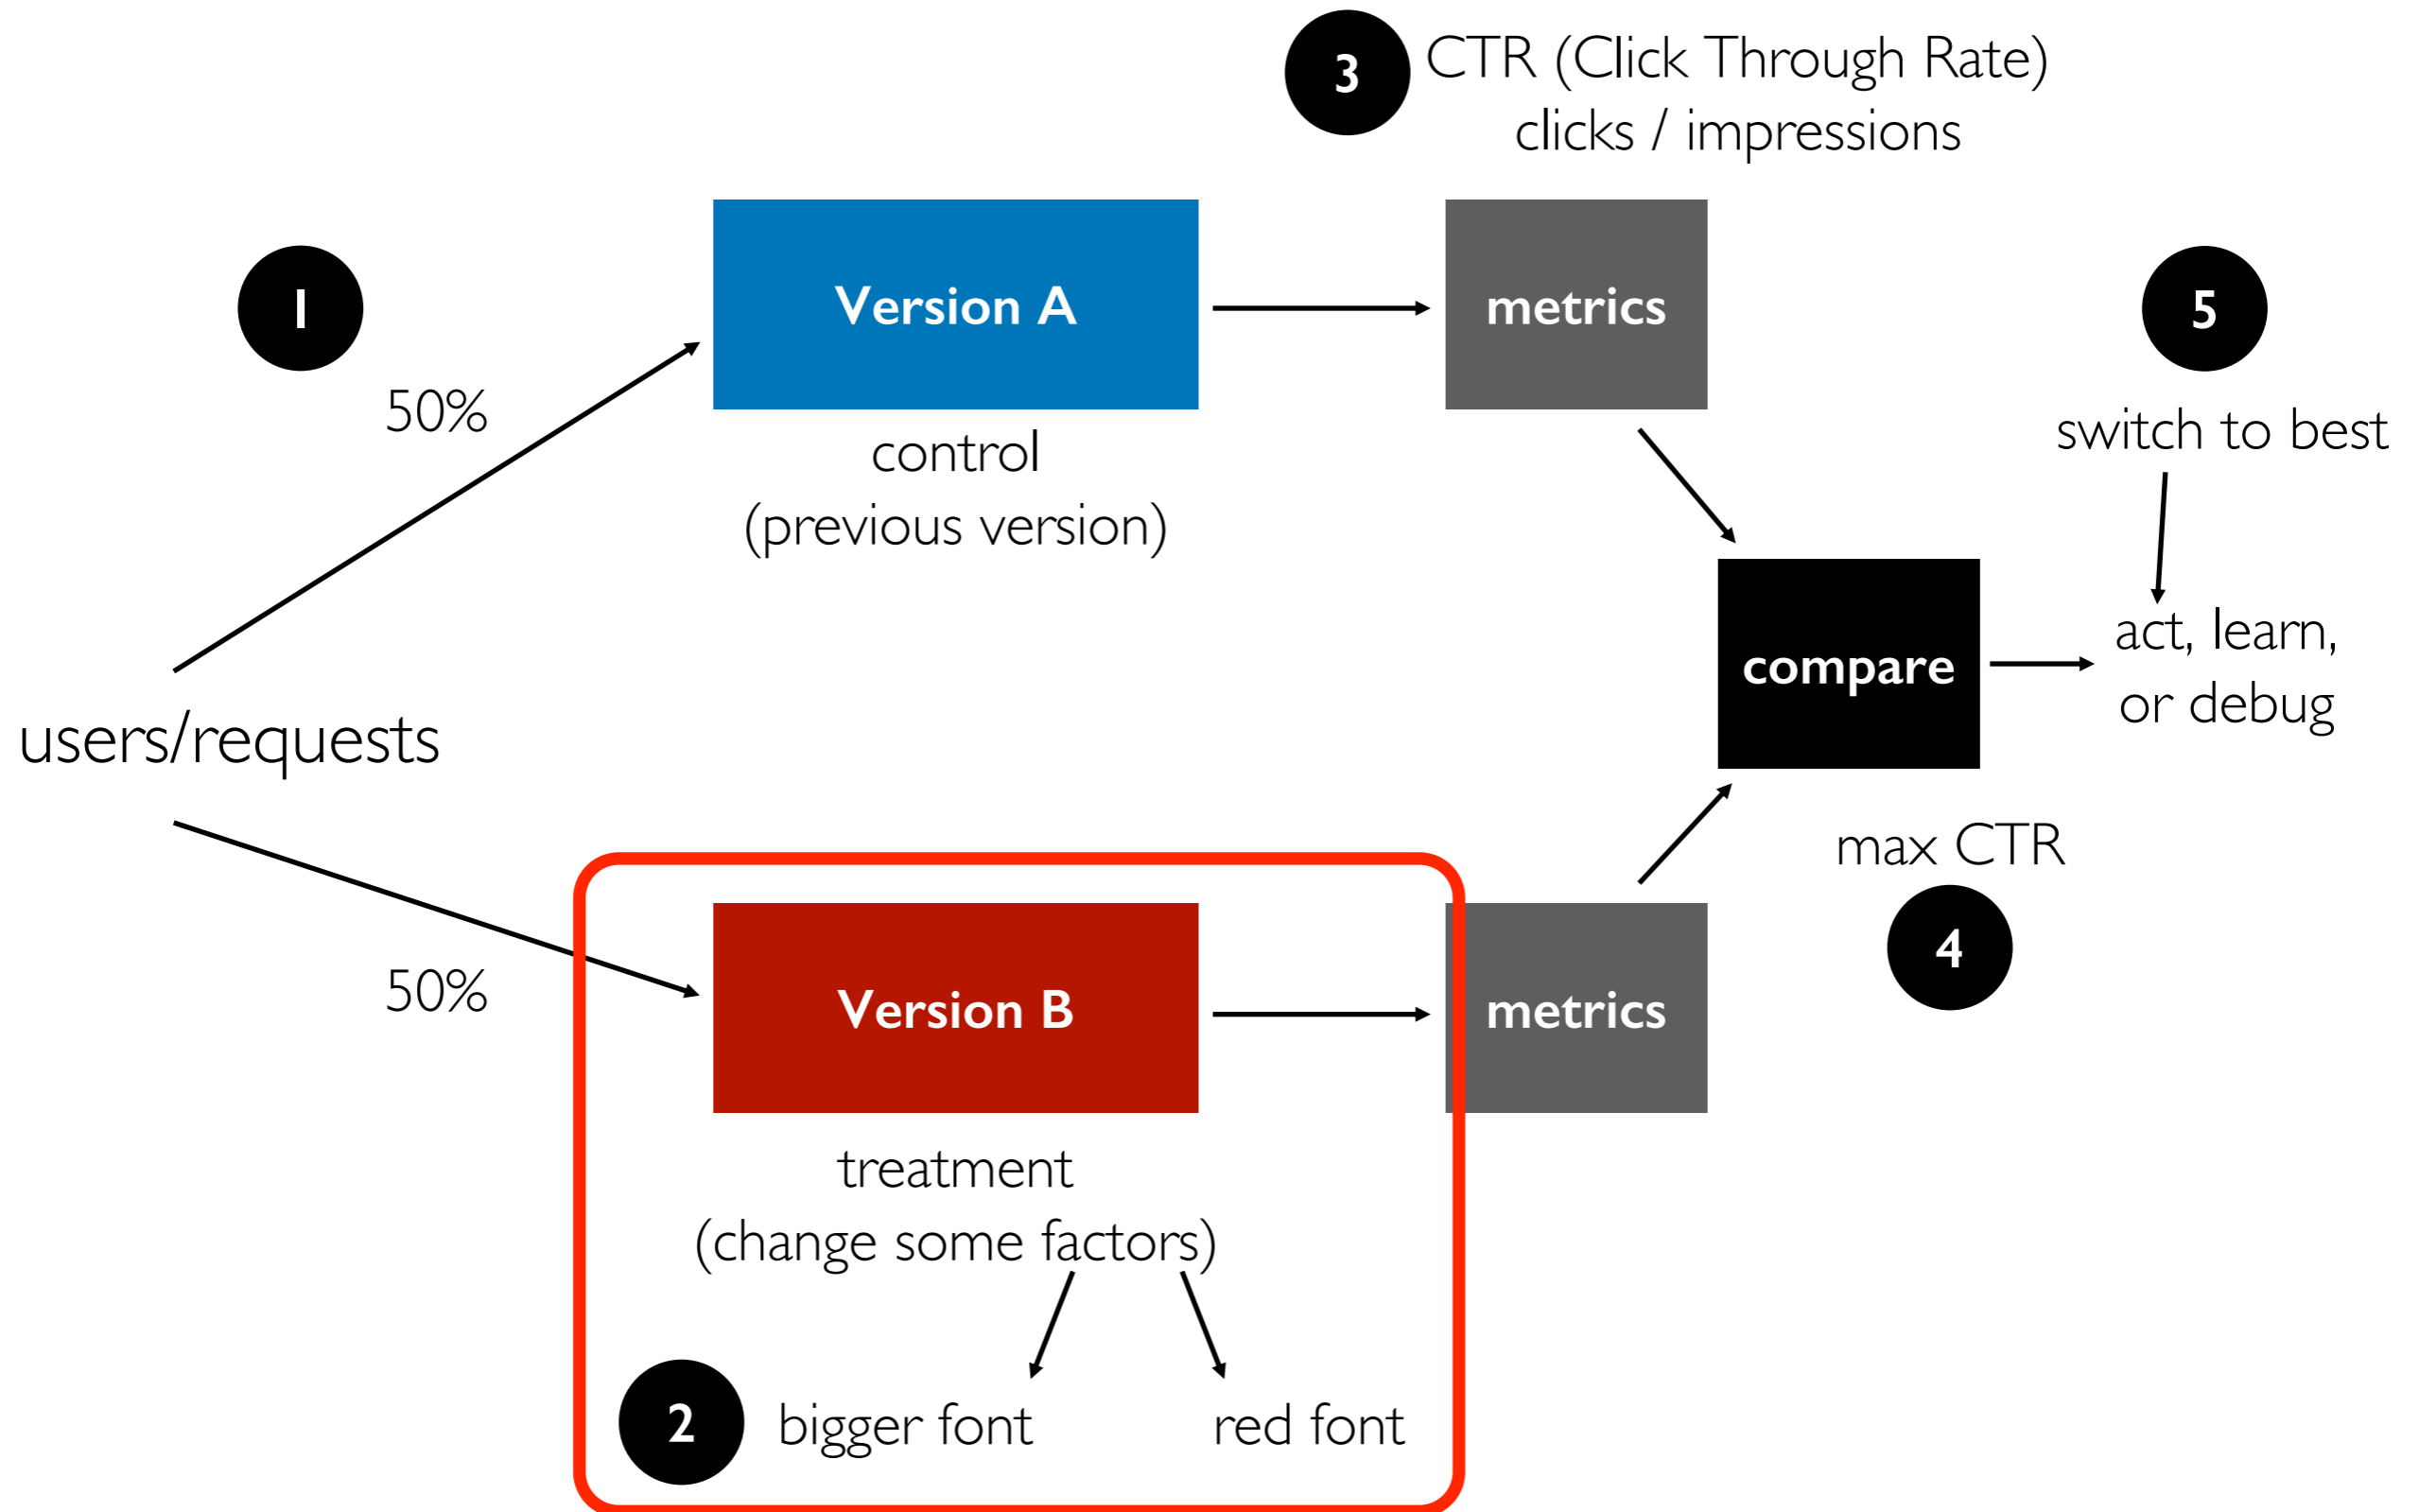 3
CTR (Click Through Rate)
clicks / impressions
1
50%
Version A
metrics
5
control
(previous version)
switch to best
compare
act, learn,
or debug
users/requests
max CTR
4
50%
Version B
metrics
treatment
(change some factors)
2
bigger font
red font